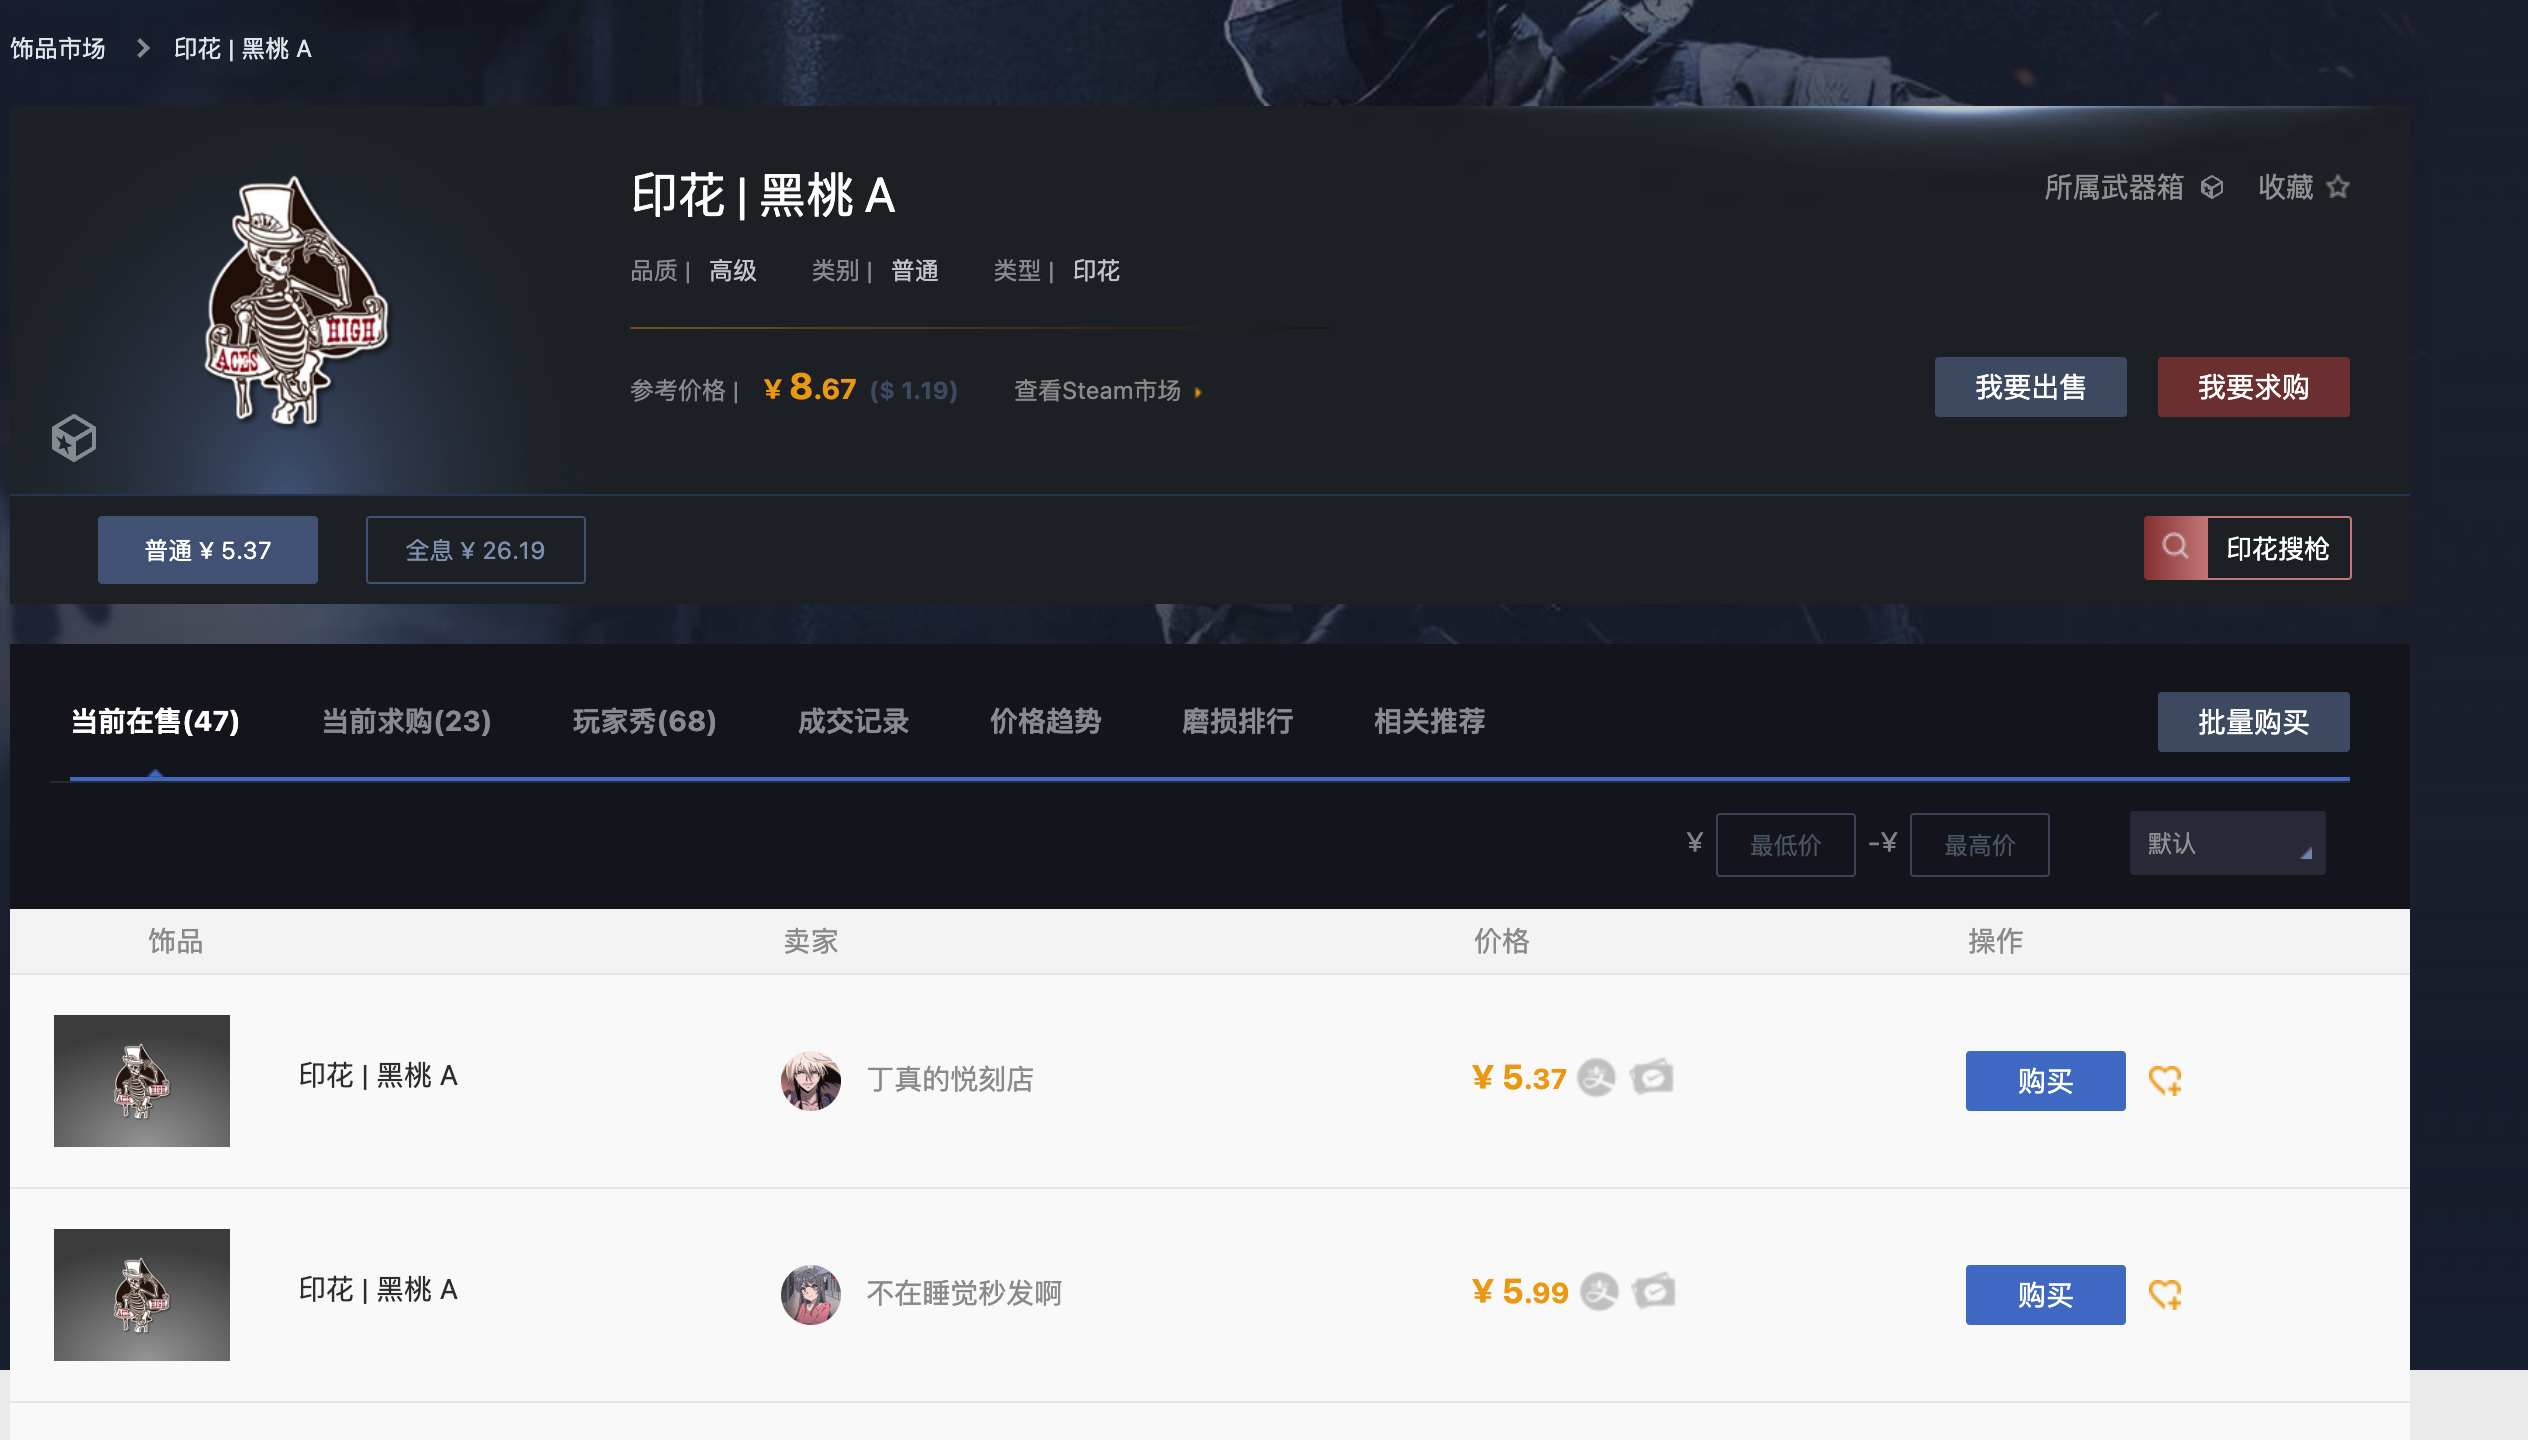 饰品市场 > 印花 | 黑桃 A
印花 | 黑桃 A
所属武器箱 收藏
品质 | 高级 类别 | 普通 类型 | 印花
ACES HIGH
参考价格 | ¥ 8.67 ($ 1.19) 查看Steam市场
我要出售 我要求购
普通 ¥ 5.37 全息 ¥ 26.19
印花搜枪
当前在售(47) 当前求购(23) 玩家秀(68) 成交记录 价格趋势 磨损排行 相关推荐
批量购买
¥ 最低价 -¥ 最高价 默认
饰品 卖家 价格 操作
印花 | 黑桃 A 丁真的悦刻店 ¥ 5.37 购买
印花 | 黑桃 A 不在睡觉秒发啊 ¥ 5.99 购买